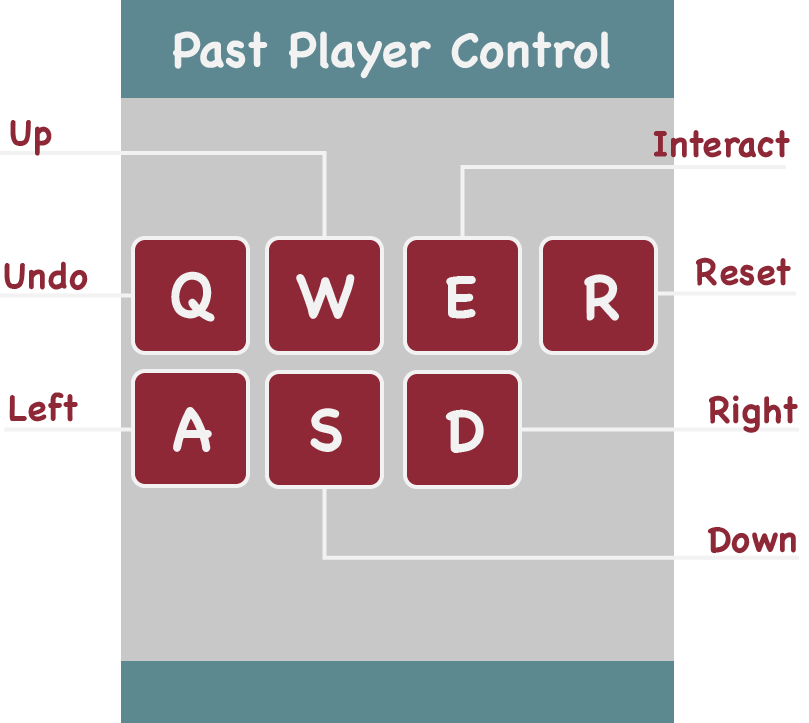 Past Player Control
Up
Interact
Undo
Q
W
E
R
Reset
Left
A
S
D
Right
Down